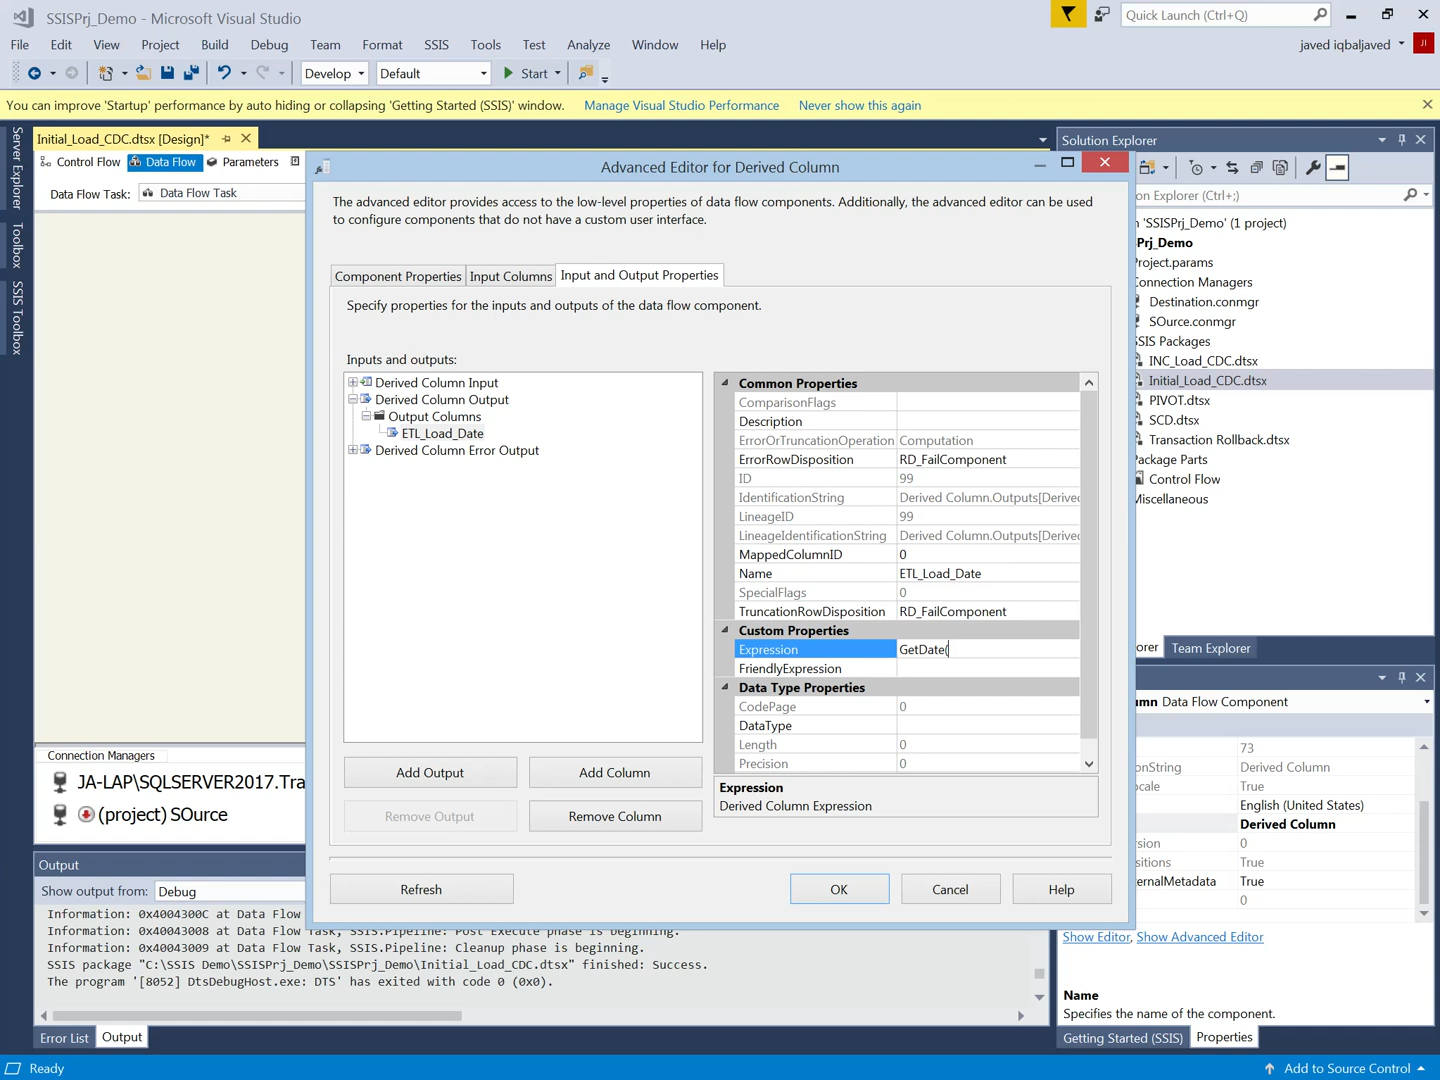 SSISPrj_Demo - Microsoft Visual Studio
Quick Launch (Ctrl+Q)
File Edit View Project Build Debug Team Format SSIS Tools Test Analyze Window Help
javed iqbaljaved JI
Develop Default Start
You can improve 'Startup' performance by auto hiding or collapsing 'Getting Started (SSIS)' window. Manage Visual Studio Performance Never show this again
Server Explorer
Toolbox
SSIS Toolbox
Initial_Load_CDC.dtsx [Design]*
Control Flow Data Flow Parameters
Data Flow Task: Data Flow Task
Advanced Editor for Derived Column
The advanced editor provides access to the low-level properties of data flow components. Additionally, the advanced editor can be used
to configure components that do not have a custom user interface.
Component Properties Input Columns Input and Output Properties
Specify properties for the inputs and outputs of the data flow component.
Inputs and outputs:
Derived Column Input
Derived Column Output
Output Columns
ETL_Load_Date
Derived Column Error Output
Common Properties
ComparisonFlags
Description
ErrorOrTruncationOperation Computation
ErrorRowDisposition RD_FailComponent
ID 99
IdentificationString Derived Column.Outputs[Derived
LineageID 99
LineageIdentificationString Derived Column.Outputs[Derived
MappedColumnID 0
Name ETL_Load_Date
SpecialFlags 0
TruncationRowDisposition RD_FailComponent
Custom Properties
Expression GetDate(
FriendlyExpression
Data Type Properties
CodePage 0
DataType
Length 0
Precision 0
Expression
Derived Column Expression
Add Output Add Column
Remove Output Remove Column
Refresh OK Cancel Help
Solution Explorer
on Explorer (Ctrl+;)
n 'SSISPrj_Demo' (1 project)
Prj_Demo
Project.params
Connection Managers
Destination.conmgr
SOurce.conmgr
SSIS Packages
INC_Load_CDC.dtsx
Initial_Load_CDC.dtsx
PIVOT.dtsx
SCD.dtsx
Transaction Rollback.dtsx
Package Parts
Control Flow
Miscellaneous
orer Team Explorer
mn Data Flow Component
73
onString Derived Column
cale True
English (United States)
Derived Column
rsion 0
sitions True
ernalMetadata True
0
Show Editor, Show Advanced Editor
Name
Specifies the name of the component.
Getting Started (SSIS) Properties
Connection Managers
JA-LAP\SQLSERVER2017.Tra
(project) SOurce
Output
Show output from: Debug
Information: 0x4004300C at Data Flow
Information: 0x40043008 at Data Flow Task, SSIS.Pipeline: Post Execute phase is beginning.
Information: 0x40043009 at Data Flow Task, SSIS.Pipeline: Cleanup phase is beginning.
SSIS package "C:\SSIS Demo\SSISPrj_Demo\SSISPrj_Demo\Initial_Load_CDC.dtsx" finished: Success.
The program '[8052] DtsDebugHost.exe: DTS' has exited with code 0 (0x0).
Error List Output
Ready
Add to Source Control